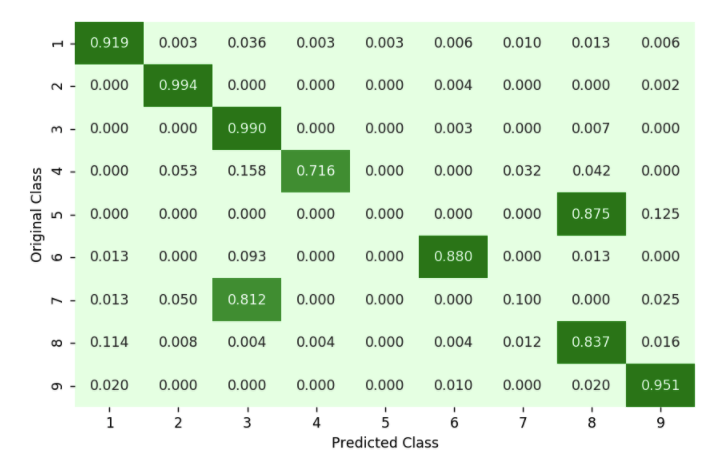 1 0.919 0.003 0.036 0.003 0.003 0.006 0.010 0.013 0.006
2 0.000 0.994 0.000 0.000 0.000 0.004 0.000 0.000 0.002
3 0.000 0.000 0.990 0.000 0.000 0.003 0.000 0.007 0.000
4 0.000 0.053 0.158 0.716 0.000 0.000 0.032 0.042 0.000
5 0.000 0.000 0.000 0.000 0.000 0.000 0.000 0.875 0.125
6 0.013 0.000 0.093 0.000 0.000 0.880 0.000 0.013 0.000
7 0.013 0.050 0.812 0.000 0.000 0.000 0.100 0.000 0.025
8 0.114 0.008 0.004 0.004 0.000 0.004 0.012 0.837 0.016
9 0.020 0.000 0.000 0.000 0.000 0.010 0.000 0.020 0.951
Original Class
1 2 3 4 5 6 7 8 9
Predicted Class